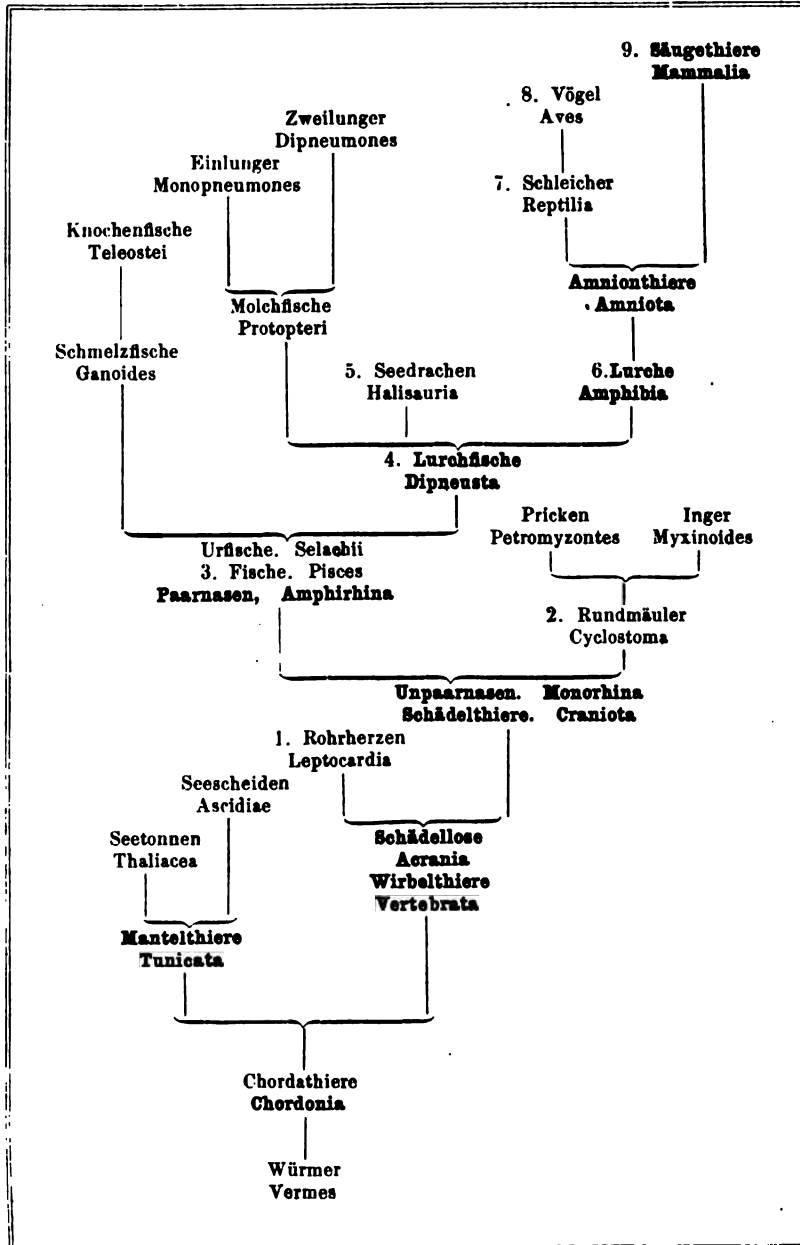 9. Säugethiere
Mammalia
8. Vögel
Aves
Zweilunger
Dipneumones
Einlunger
Monopneumones
7. Schleicher
Reptilia
Knochenfische
Teleostei
Amnionthiere
Amniota
Molchfische
Protopteri
Schmelzfische
Ganoides
5. Seedrachen
Halisauria
6.Lurche
Amphibia
4. Lurchfische
Dipneusta
Pricken
Petromyzontes
Inger
Myxinoides
Urfische. Selachii
3. Fische. Pisces
Paarnasen, Amphirhina
2. Rundmäuler
Cyclostoma
Unpaarnasen. Monorhina
Schädelthiere. Craniota
1. Rohrherzen
Leptocardia
Seescheiden
Ascidiae
Seetonnen
Thaliacea
Schädellose
Acrania
Wirbelthiere
Vertebrata
Mantelthiere
Tunicata
Chordathiere
Chordonia
Würmer
Vermes